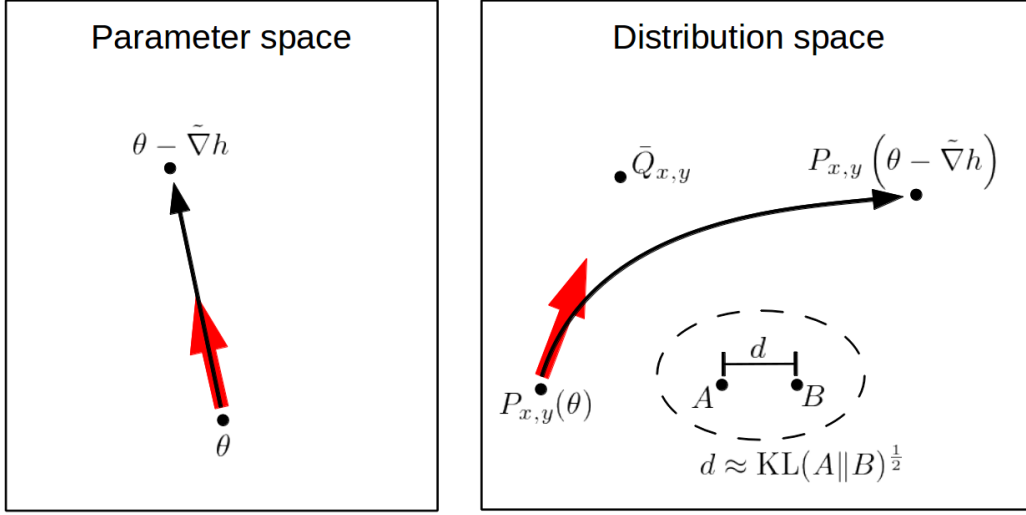 Parameter space
θ − ∇̃h
θ
Distribution space
Q̄x,y
Px,y(θ − ∇̃h)
d
A
B
Px,y(θ)
d ≈ KL(A∥B)^{1/2}